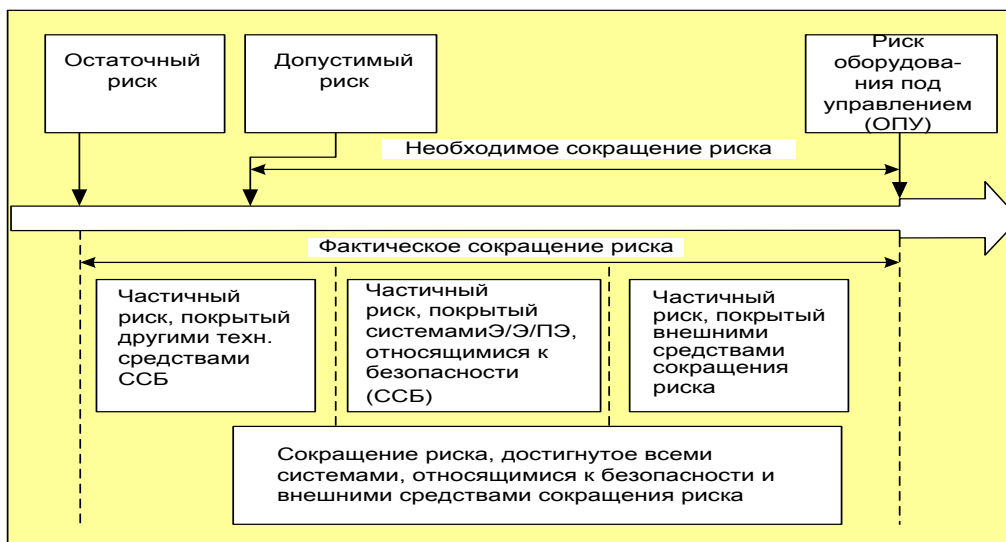 Остаточный
риск
Допустимый
риск
Риск
оборудова-
ния под
управлением
(ОПУ)
Необходимое сокращение риска
Фактическое сокращение риска
Частичный
риск, покрытый
другими техн.
средствами
ССБ
Частичный
риск, покрытый
системамиЭ/Э/ПЭ,
относящимися к
безопасности
(ССБ)
Частичный
риск, покрытый
внешними
средствами
сокращения
риска
Сокращение риска, достигнутое всеми
системами, относящимися к безопасности и
внешними средствами сокращения риска